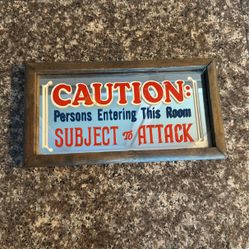 CAUTION:
Persons Entering This Room
SUBJECT to ATTACK